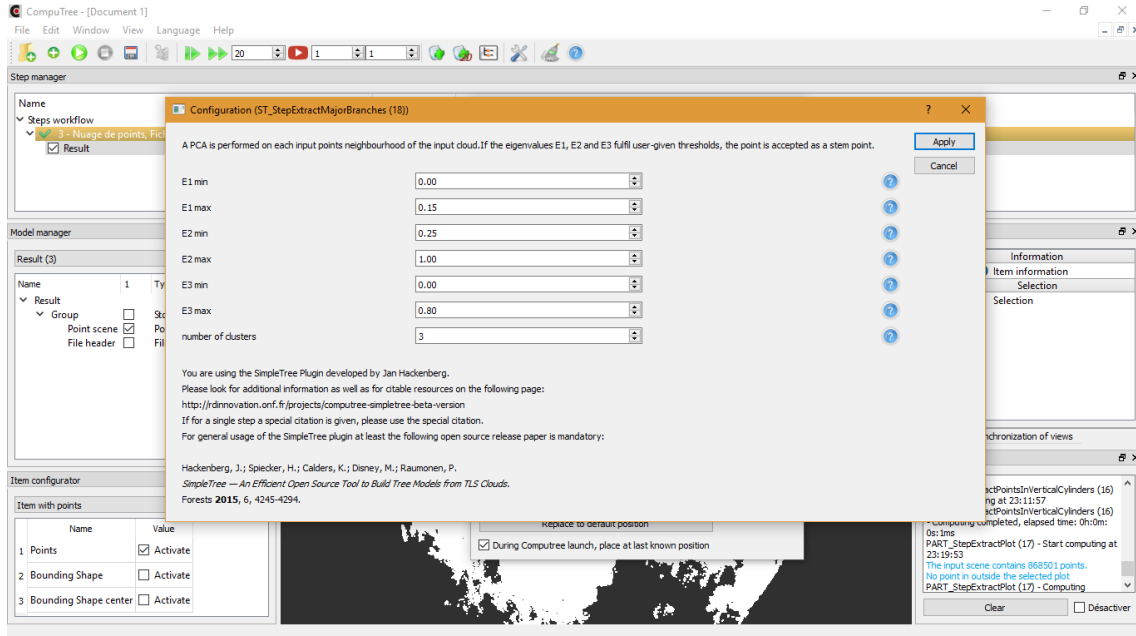 CompuTree - [Document 1]
File Edit Window View Language Help
20 1 1
Step manager
Name
Steps workflow
3 - Nuage de points, Fich
Result
Configuration (ST_StepExtractMajorBranches (18))
A PCA is performed on each input points neighbourhood of the input cloud.If the eigenvalues E1, E2 and E3 fulfil user-given thresholds, the point is accepted as a stem point.
Apply
Cancel
E1 min 0.00
E1 max 0.15
E2 min 0.25
E2 max 1.00
E3 min 0.00
E3 max 0.80
number of clusters 3
You are using the SimpleTree Plugin developed by Jan Hackenberg.
Please look for additional information as well as for citable resources on the following page:
http://rdinnovation.onf.fr/projects/computree-simpletree-beta-version
If for a single step a special citation is given, please use the special citation.
For general usage of the SimpleTree plugin at least the following open source release paper is mandatory:
Hackenberg, J.; Spiecker, H.; Calders, K.; Disney, M.; Raumonen, P.
SimpleTree — An Efficient Open Source Tool to Build Tree Models from TLS Clouds.
Forests 2015, 6, 4245-4294.
Model manager
Result (3)
Name 1 Ty
Result
Group Sto
Point scene Po
File header Fil
Information
Item information
Selection
Selection
nchronization of views
Item configurator
Item with points
Name Value
1 Points Activate
2 Bounding Shape Activate
3 Bounding Shape center Activate
Replace to default position
During Computree launch, place at last known position
actPointsInVerticalCylinders (16)
ng at 23:11:57
actPointsInVerticalCylinders (16)
- Computing completed, elapsed time: 0h:0m:
0s:1ms
PART_StepExtractPlot (17) - Start computing at
23:19:53
The input scene contains 868501 points.
No point in outside the selected plot
PART_StepExtractPlot (17) - Computing
Clear Désactiver